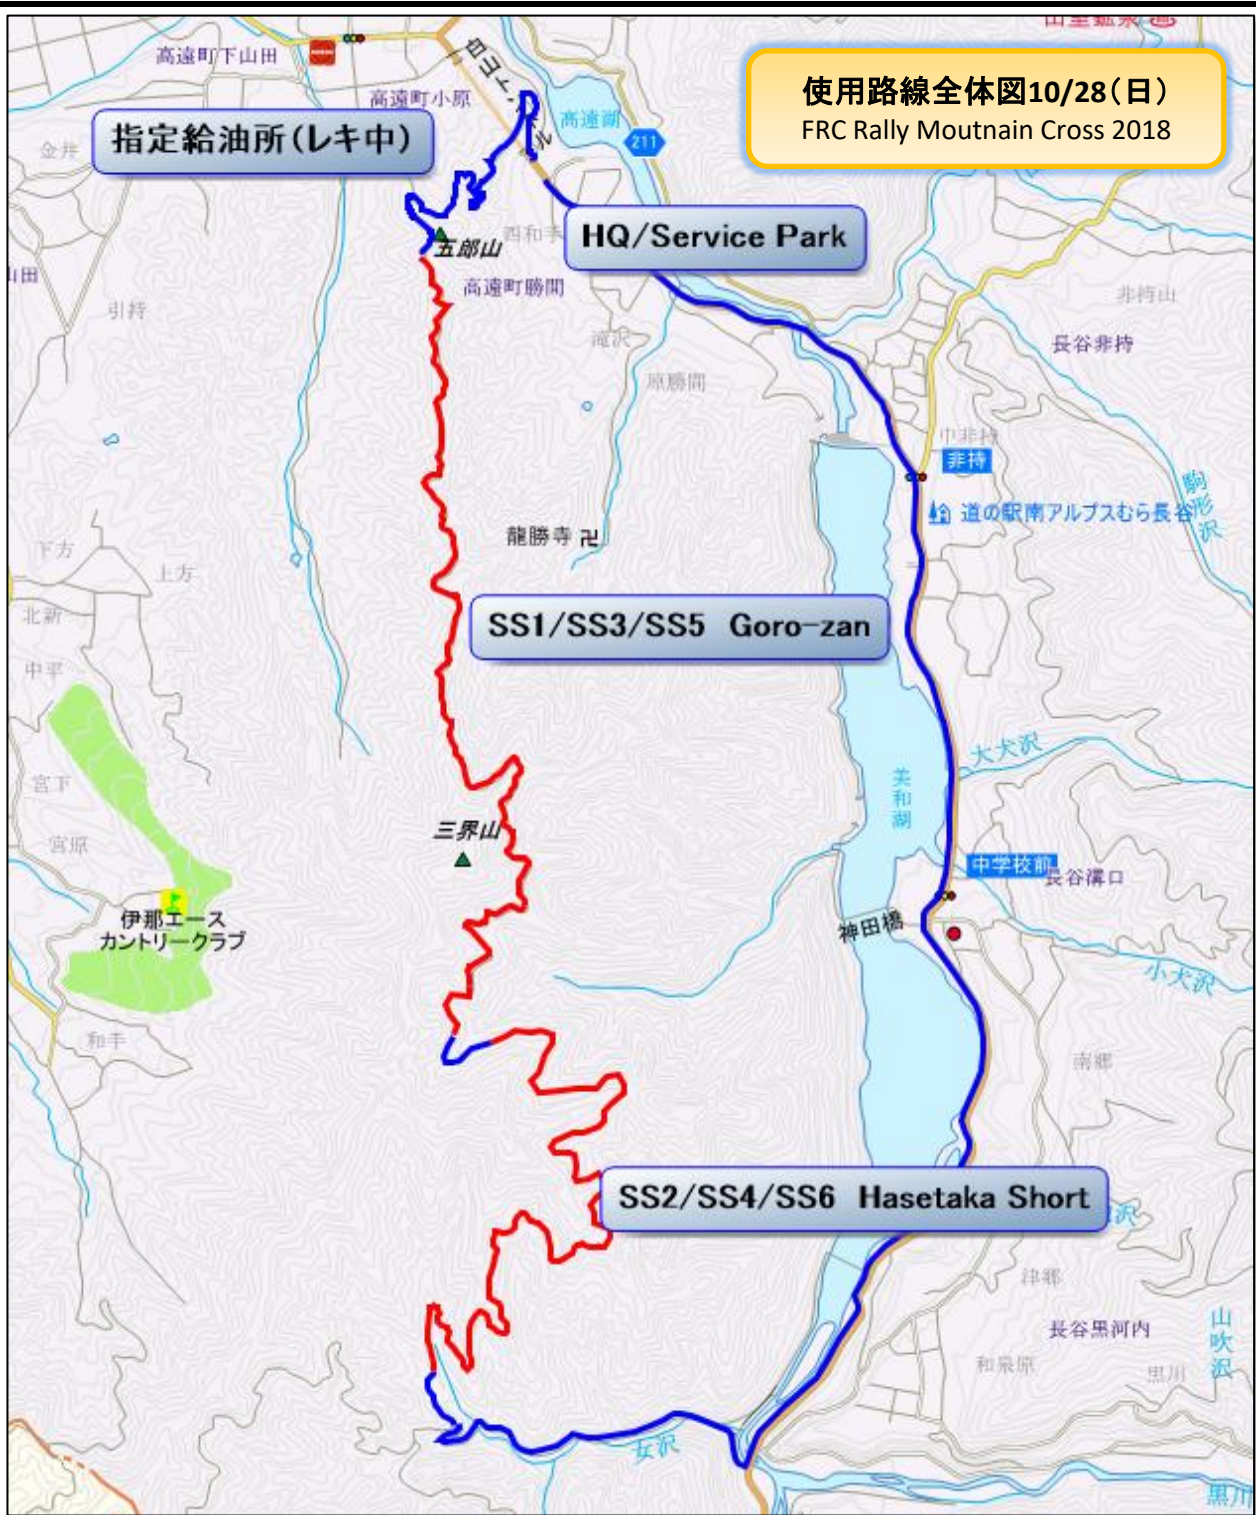 高遠町下山田
使用路線全体図10/28(日)
FRC Rally Moutnain Cross 2018
高遠町小原
高遠湖
指定給油所(レキ中)
211
金井
五郎山
四和手
HQ/Service Park
高遠町勝間
山田
引持
非持山
滝沢
長谷非持
原勝間
中非持
非持
駒形沢
道の駅南アルプスむら長谷
龍勝寺
下方
上方
北新
SS1/SS3/SS5 Goro-zan
中平
大犬沢
宮下
美和湖
三界山
宮原
中学校前
長谷溝口
伊那エース
カントリークラブ
神田橋
小犬沢
和手
南郷
SS2/SS4/SS6 Hasetaka Short
沢
津郷
長谷黒河内
山吹沢
和泉原
黒川
女沢
黒川